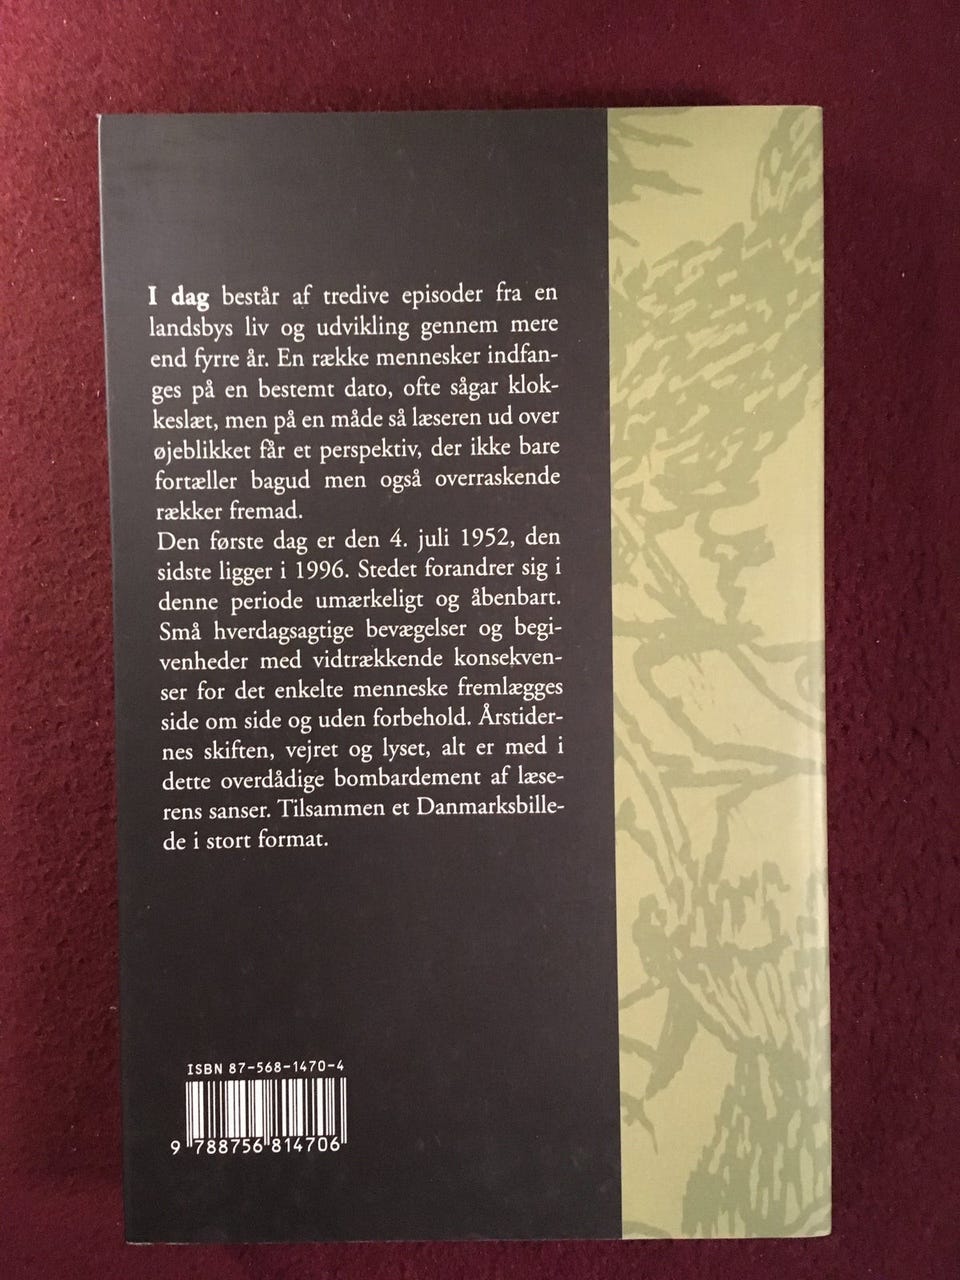 I dag består af tredive episoder fra en
landsbys liv og udvikling gennem mere
end fyrre år. En række mennesker indfan-
ges på en bestemt dato, ofte sågar klok-
keslæt, men på en måde så læseren ud over
øjeblikket får et perspektiv, der ikke bare
fortæller bagud men også overraskende
rækker fremad.
Den første dag er den 4. juli 1952, den
sidste ligger i 1996. Stedet forandrer sig i
denne periode umærkeligt og åbenbart.
Små hverdagsagtige bevægelser og begi-
venheder med vidtrækkende konsekven-
ser for det enkelte menneske fremlægges
side om side og uden forbehold. Årstider-
nes skiften, vejret og lyset, alt er med i
dette overdådige bombardement af læse-
rens sanser. Tilsammen et Danmarksbille-
de i stort format.
ISBN 87-568-1470-4
9 788756 814706